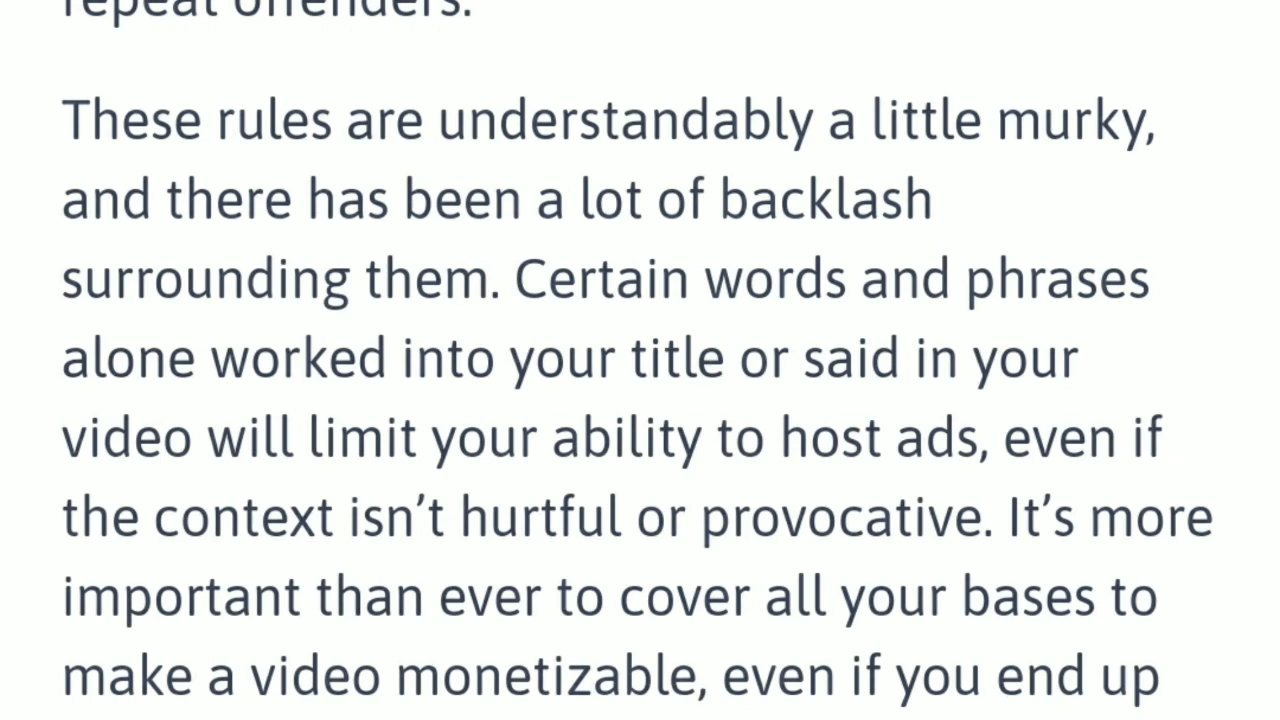 repeat offenders.
These rules are understandably a little murky,
and there has been a lot of backlash
surrounding them. Certain words and phrases
alone worked into your title or said in your
video will limit your ability to host ads, even if
the context isn’t hurtful or provocative. It’s more
important than ever to cover all your bases to
make a video monetizable, even if you end up